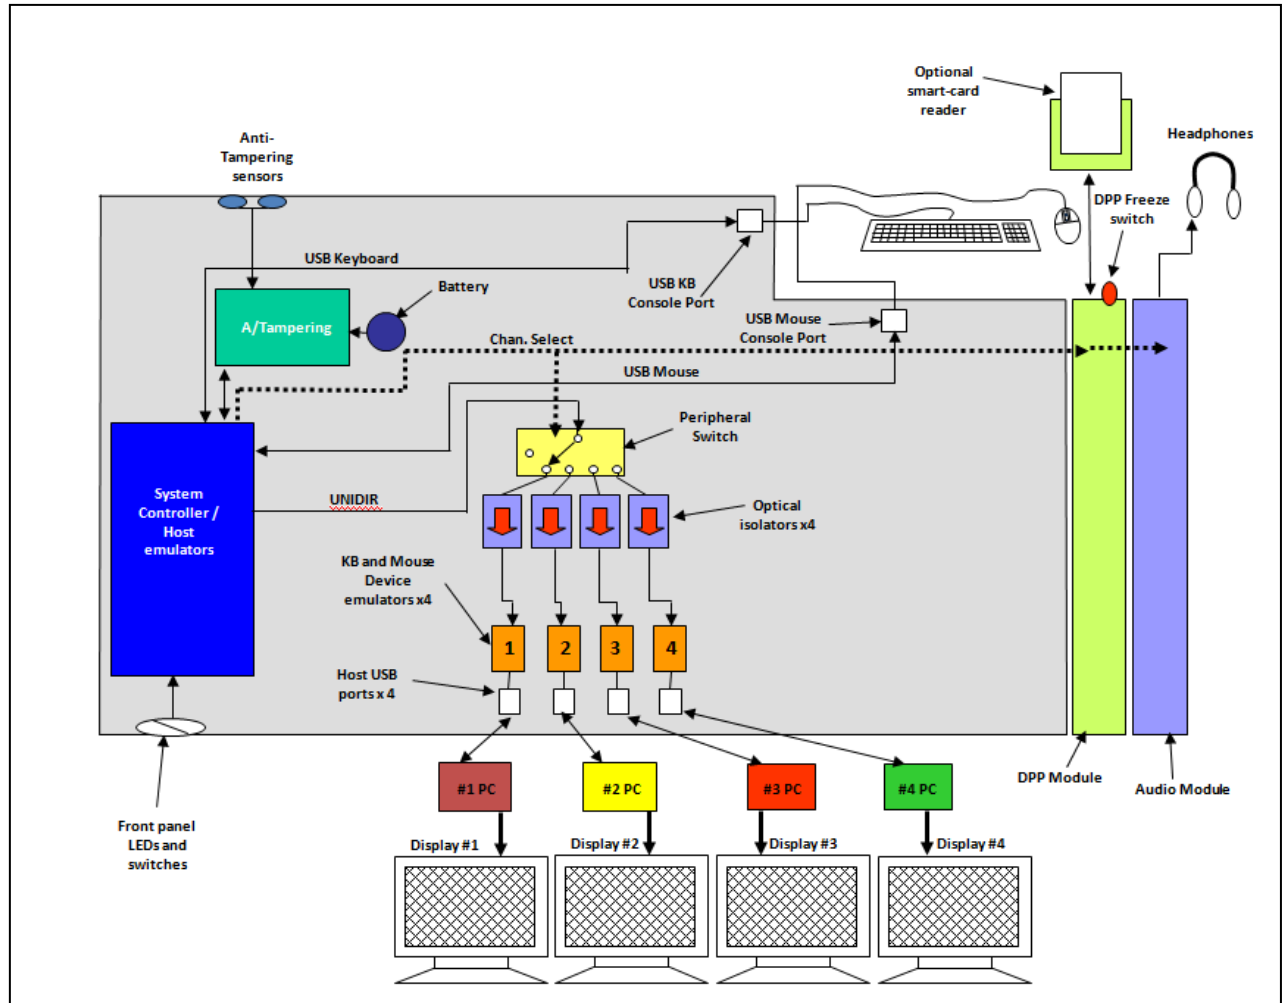 Optional
smart-card
reader
Headphones
Anti-
Tampering
sensors
DPP Freeze
switch
USB Keyboard
USB KB
Console Port
Battery
A/Tampering
USB Mouse
Console Port
Chan. Select
USB Mouse
Peripheral
Switch
System
Controller /
Host
emulators
UNIDIR
Optical
isolators x4
KB and Mouse
Device
emulators x4
1
2
3
4
Host USB
ports x 4
#1 PC
#2 PC
#3 PC
#4 PC
DPP Module
Audio Module
Front panel
LEDs and
switches
Display #1
Display #2
Display #3
Display #4